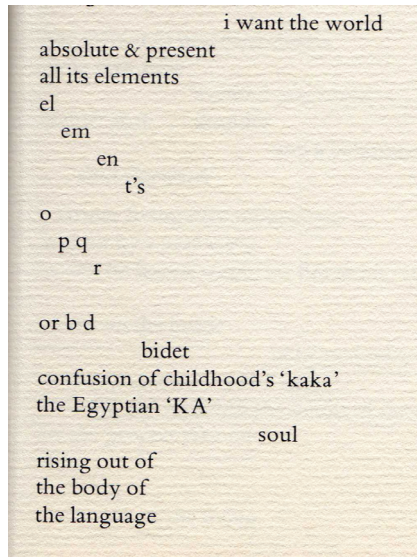 i want the world
absolute & present
all its elements
el
em
en
t's
o
p q
r
or b d
bidet
confusion of childhood's 'kaka'
the Egyptian 'KA'
soul
rising out of
the body of
the language